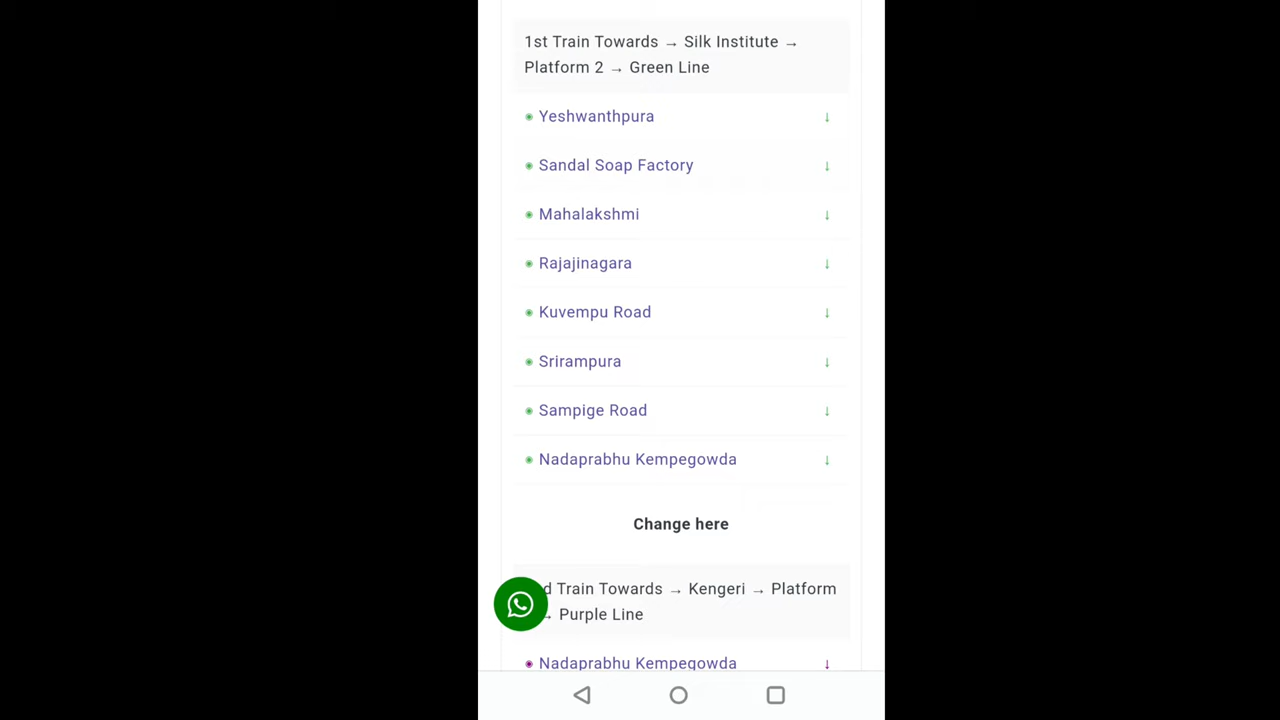 1st Train Towards → Silk Institute →
Platform 2 → Green Line
Yeshwanthpura ↓
Sandal Soap Factory ↓
Mahalakshmi ↓
Rajajinagara ↓
Kuvempu Road ↓
Srirampura ↓
Sampige Road ↓
Nadaprabhu Kempegowda ↓
Change here
d Train Towards → Kengeri → Platform
→ Purple Line
Nadaprabhu Kempegowda ↓